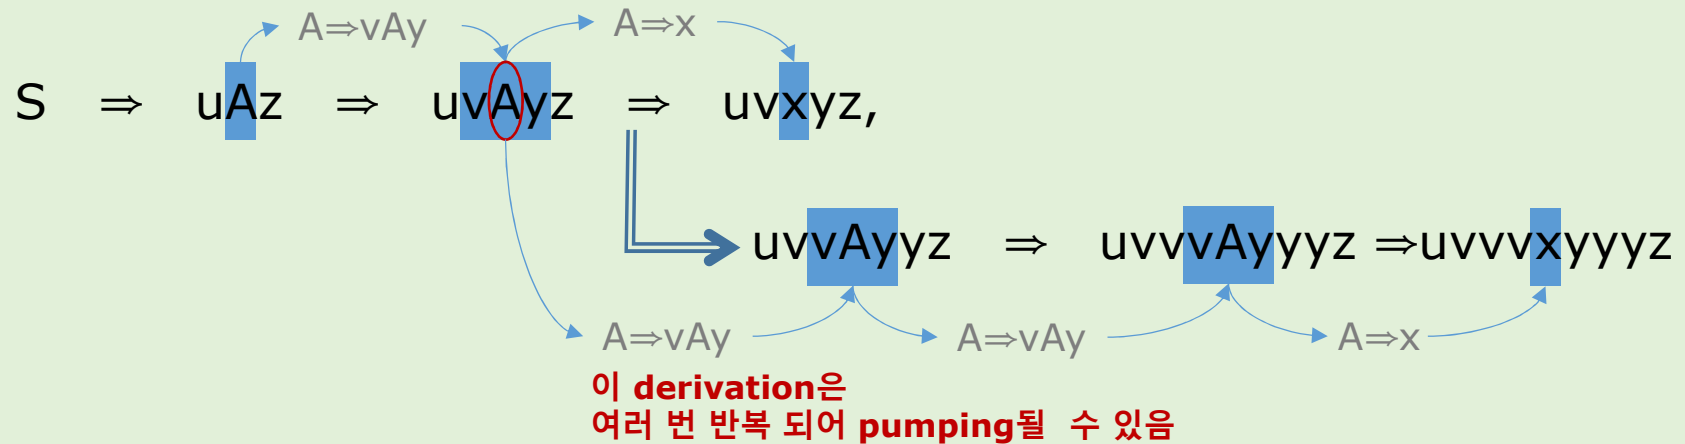 A⇒vAy A⇒x
S ⇒ uAz ⇒ uvAyz ⇒ uvxyz,
uvvAyyz ⇒ uvvvAyyyz ⇒uvvvxyyyz
A⇒vAy A⇒vAy A⇒x
이 derivation은
여러 번 반복 되어 pumping될 수 있음